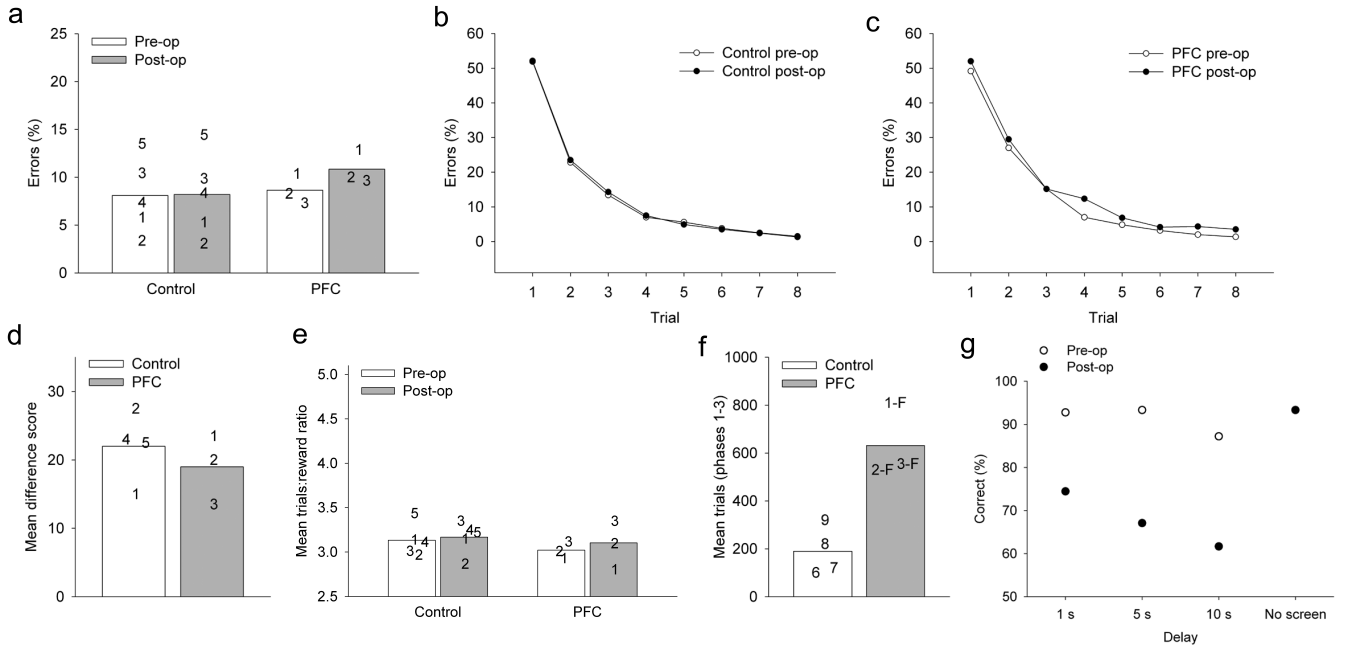 a
25
20
15
10
5
0
Errors (%)
Pre-op
Post-op
5
3
4
1
2
5
3
4
1
2
1
2
3
1
2
3
Control
PFC
b
60
50
40
30
20
10
0
Errors (%)
Control pre-op
Control post-op
1 2 3 4 5 6 7 8
Trial
c
60
50
40
30
20
10
0
Errors (%)
PFC pre-op
PFC post-op
1 2 3 4 5 6 7 8
Trial
d
30
20
10
0
Mean difference score
Control
PFC
2
4
5
1
1
2
3
e
5.0
4.5
4.0
3.5
3.0
2.5
Mean trials:reward ratio
Pre-op
Post-op
5
1
4
3
2
3
4
5
1
2
3
2
1
3
2
1
Control
PFC
f
1000
800
600
400
200
0
Mean trials (phases 1-3)
Control
PFC
9
8
6
7
1-F
2-F
3-F
g
Pre-op
Post-op
100
90
80
70
60
50
Correct (%)
1 s
5 s
10 s
No screen
Delay